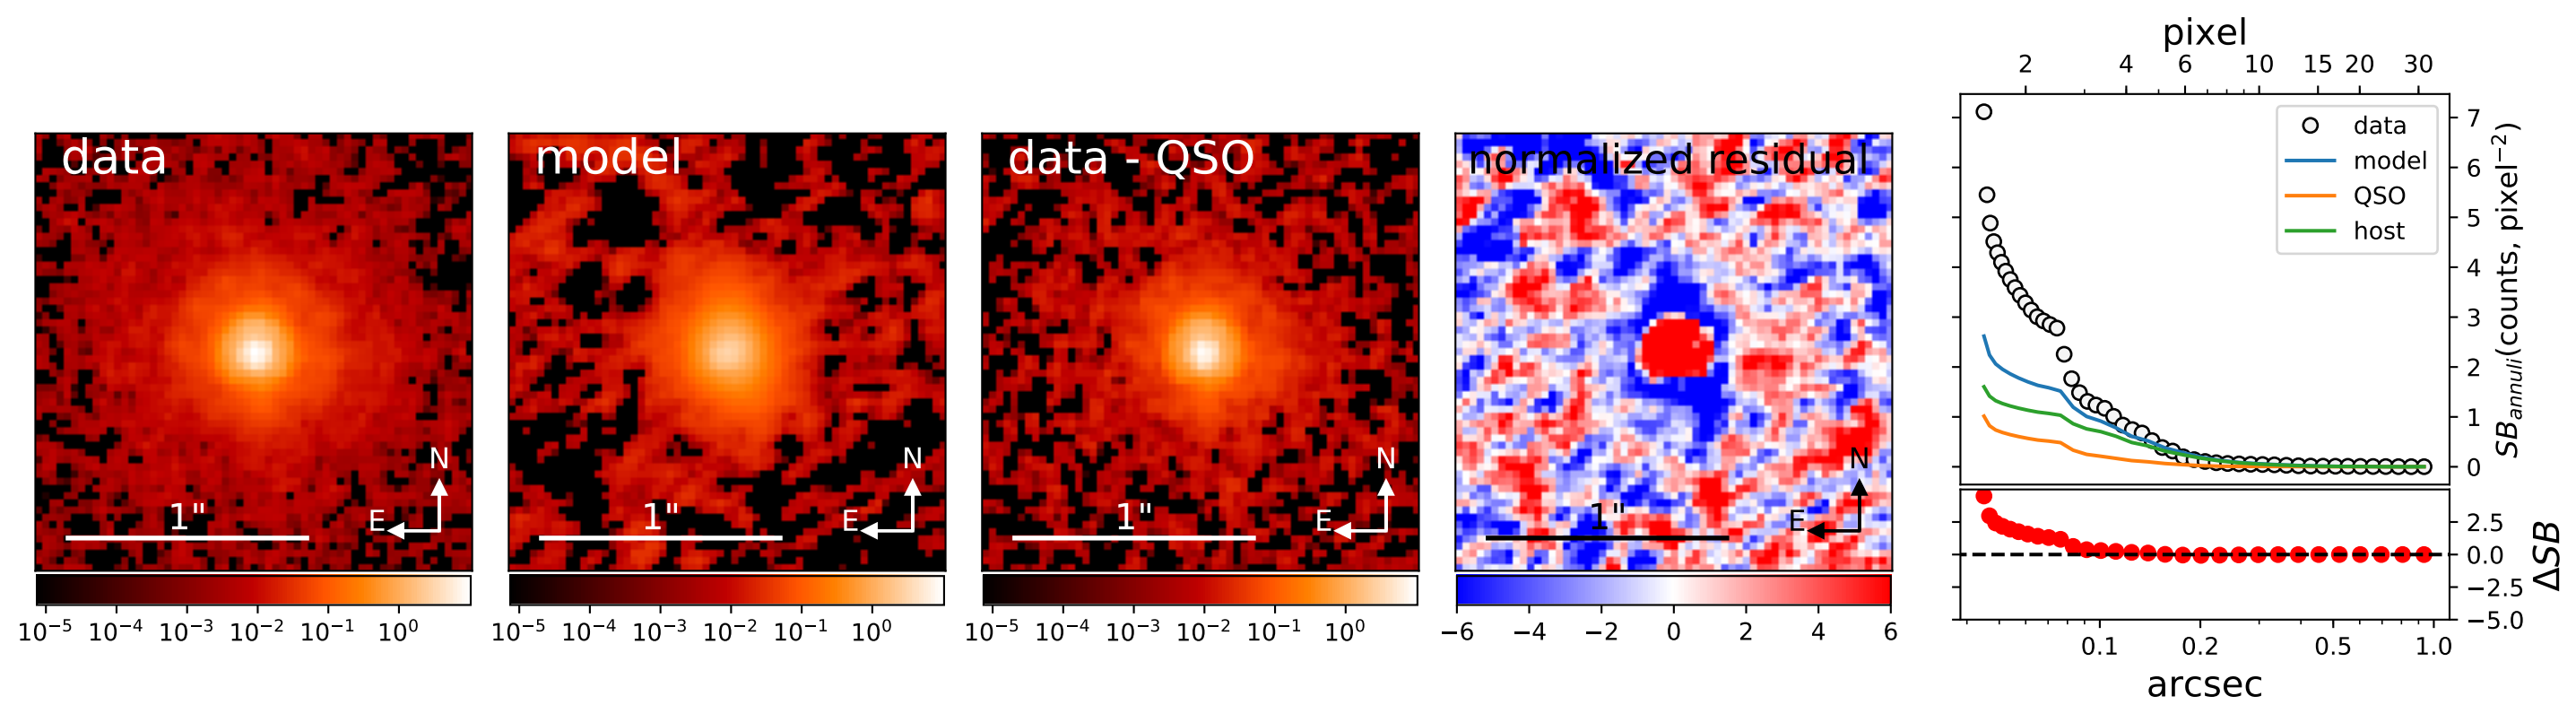 data
1"
N
E
10⁻⁵ 10⁻⁴ 10⁻³ 10⁻² 10⁻¹ 10⁰
model
1"
N
E
10⁻⁵ 10⁻⁴ 10⁻³ 10⁻² 10⁻¹ 10⁰
data - QSO
1"
N
E
10⁻⁵ 10⁻⁴ 10⁻³ 10⁻² 10⁻¹ 10⁰
normalized residual
1"
N
E
−6 −4 −2 0 2 4 6
pixel
2 4 6 10 15 20 30
data
model
QSO
host
7
6
5
4
3
2
1
0
SB_annuli(counts, pixel⁻²)
2.5
0.0
−2.5
−5.0
ΔSB
0.1 0.2 0.5 1.0
arcsec